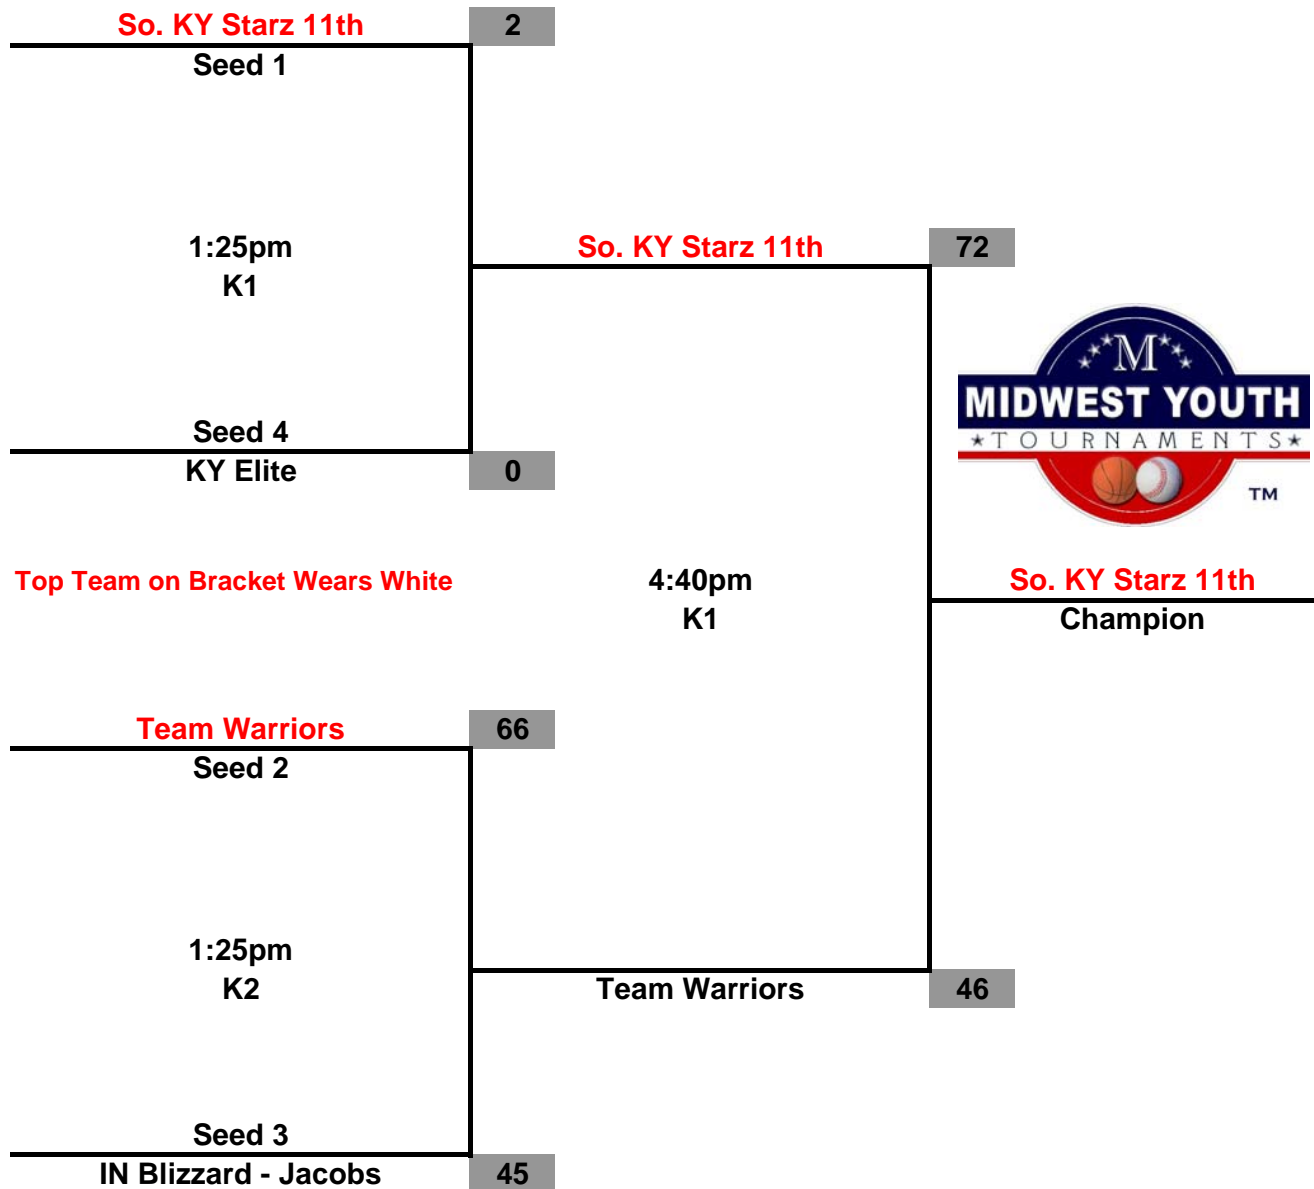 So. KY Starz 11th 2
Seed 1
1:25pm
K1
So. KY Starz 11th 72
Seed 4
KY Elite 0
M
MIDWEST YOUTH
★TOURNAMENTS★
TM
Top Team on Bracket Wears White
4:40pm
K1
So. KY Starz 11th
Champion
Team Warriors 66
Seed 2
1:25pm
K2
Team Warriors 46
Seed 3
IN Blizzard - Jacobs 45